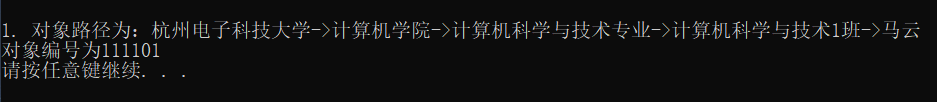 1. 对象路径为：杭州电子科技大学->计算机学院->计算机科学与技术专业->计算机科学与技术1班->马云
对象编号为111101
请按任意键继续. . .